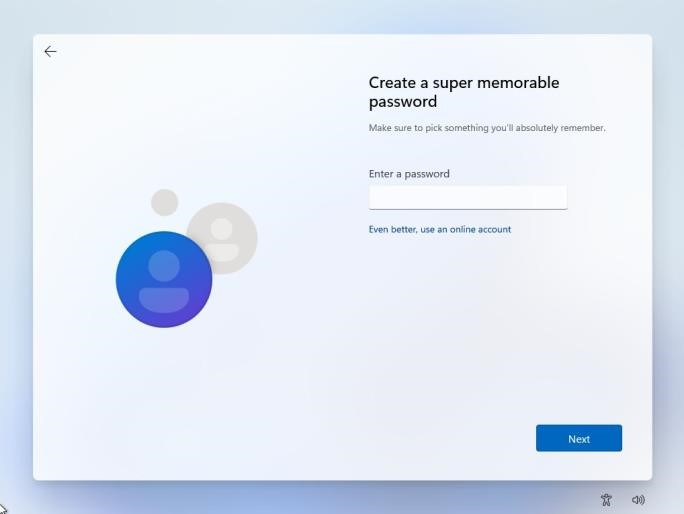 Create a super memorable
password
Make sure to pick something you'll absolutely remember.
Enter a password
Even better, use an online account
Next